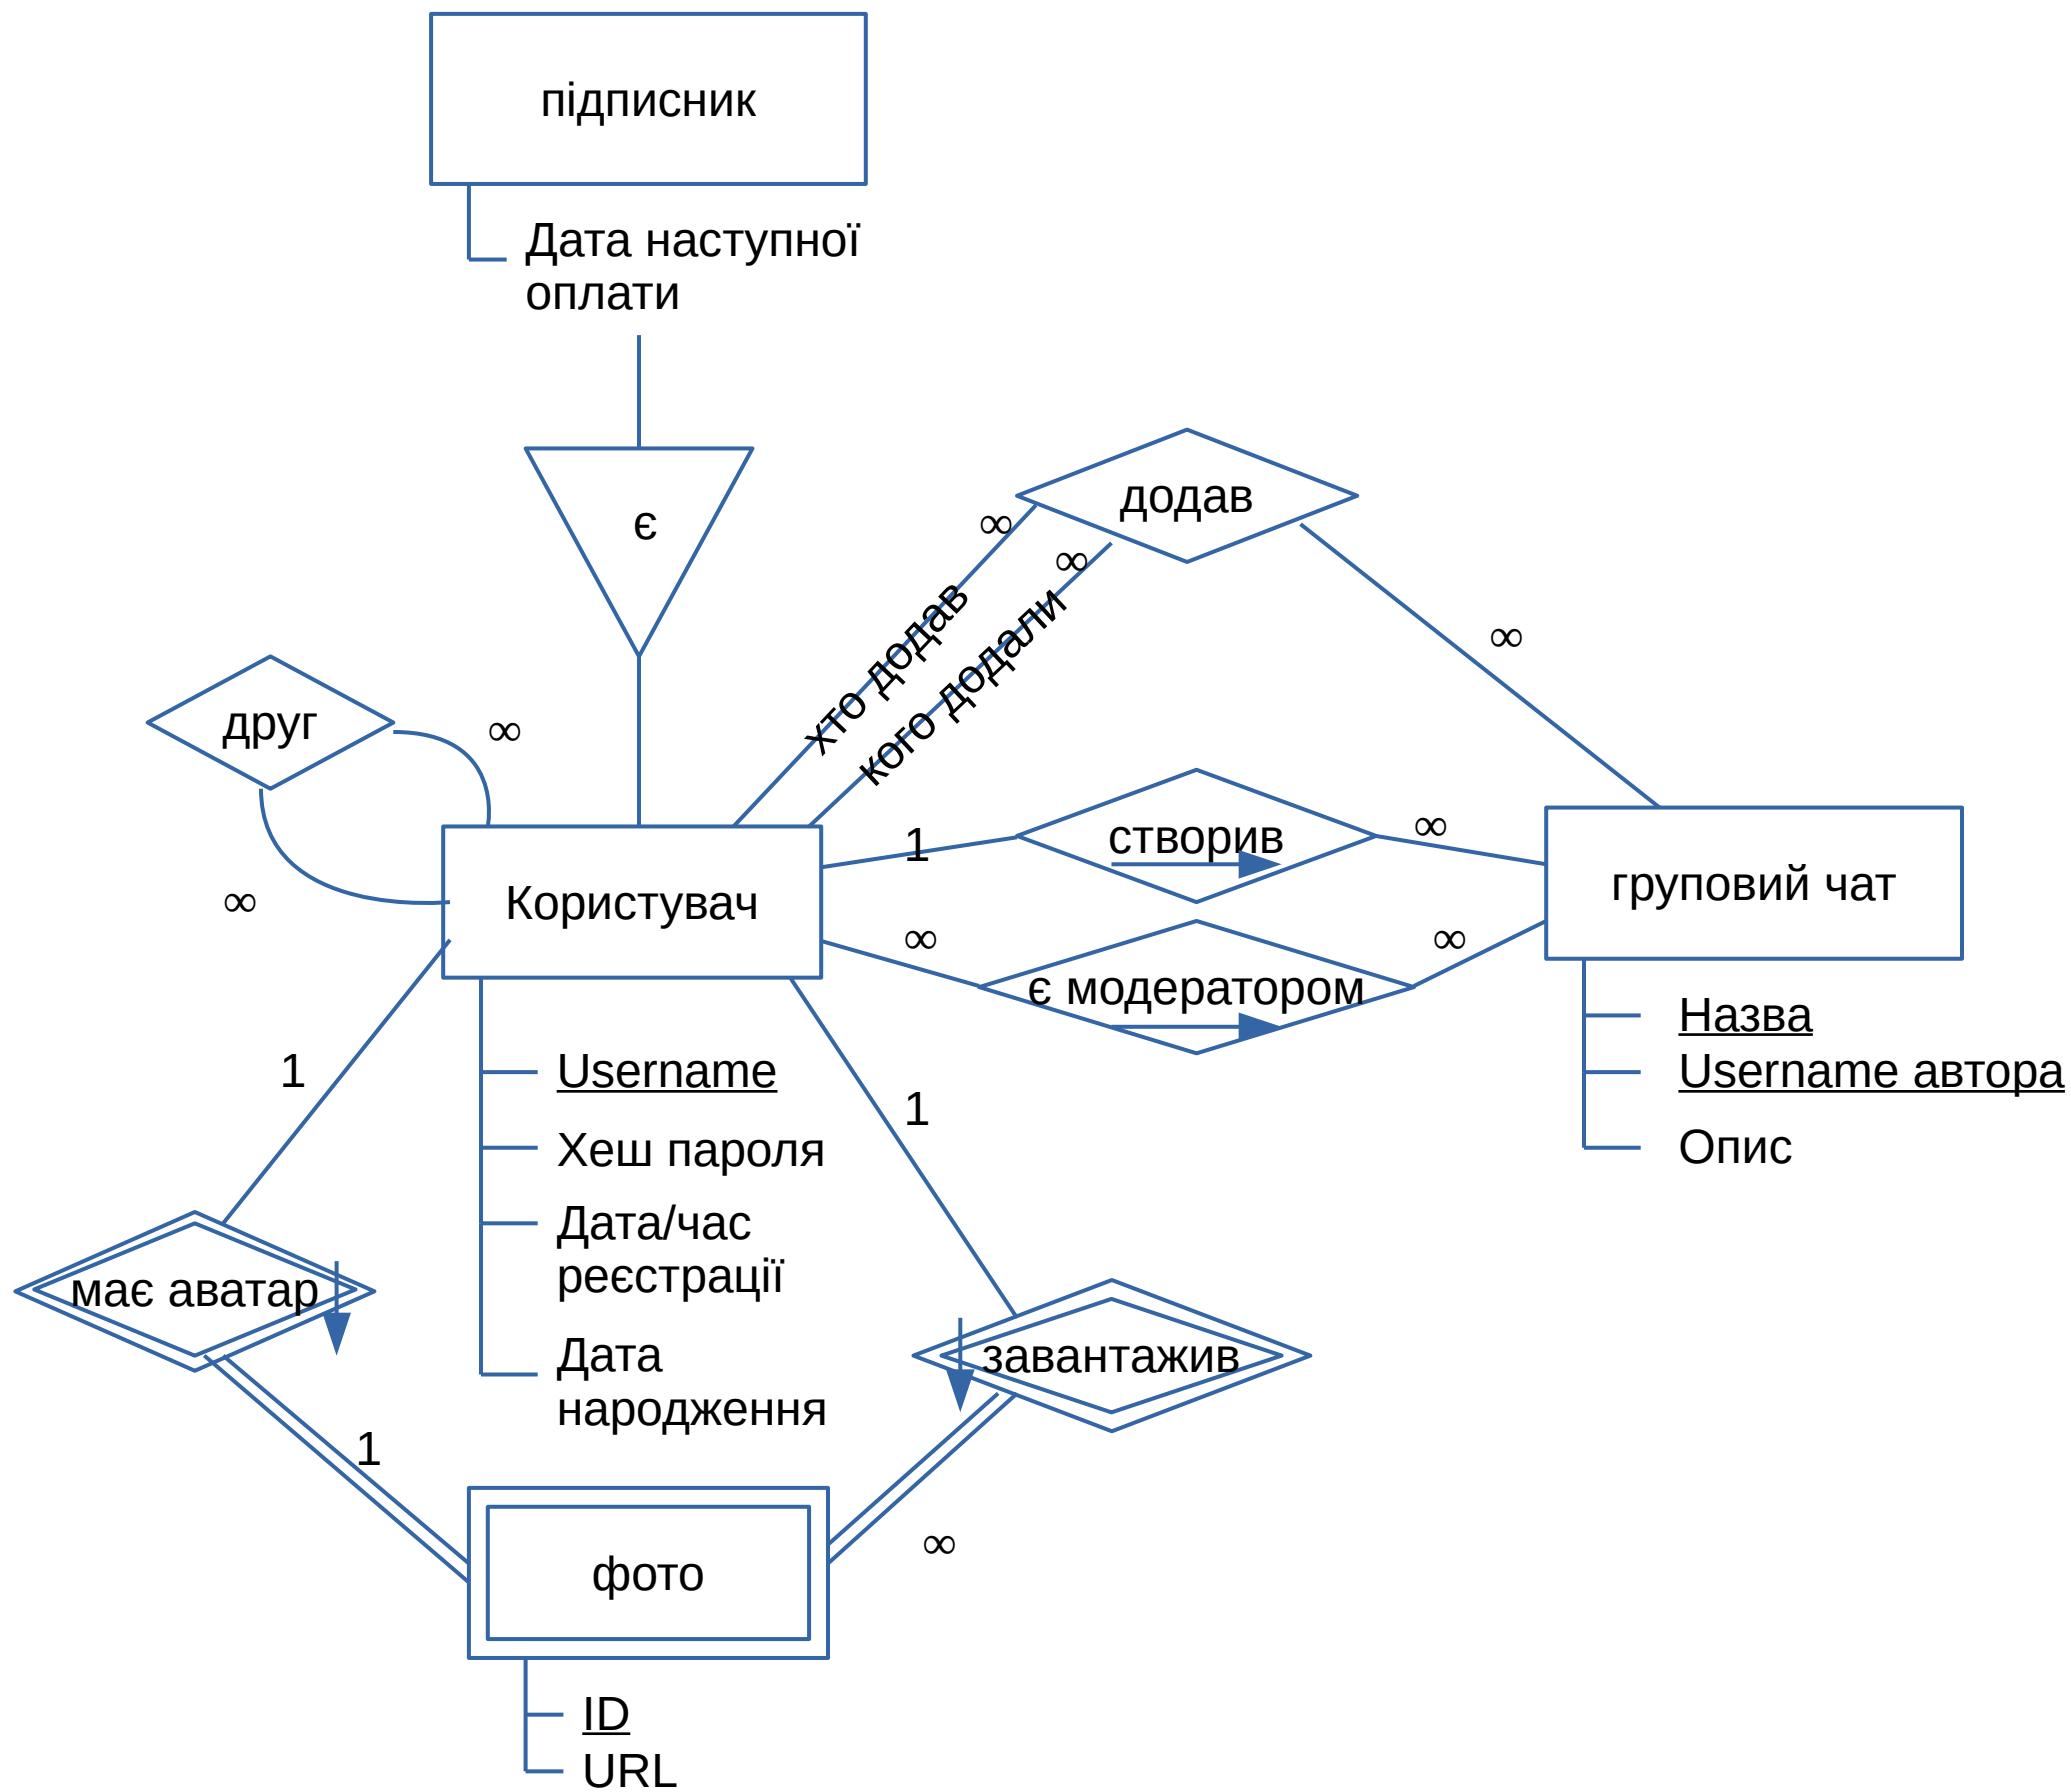 підписник
Дата наступної
оплати
є
додав
∞
∞
хто додав
кого додали
∞
друг
∞
∞
Користувач
1
створив
∞
груповий чат
∞
є модератором
∞
Назва
Username автора
Опис
1
Username
Хеш пароля
Дата/час
реєстрації
Дата
народження
1
має аватар
завантажив
1
∞
фото
ID
URL